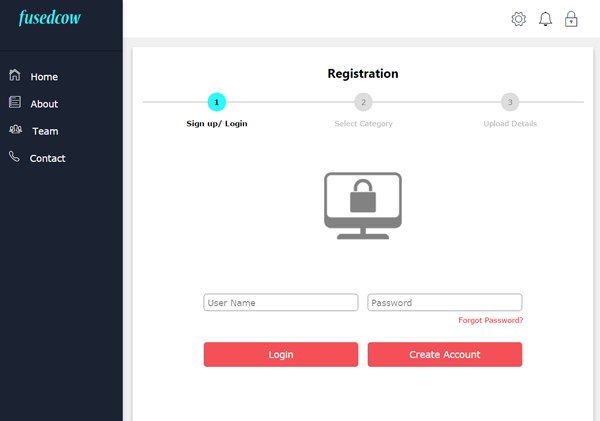 fusedcow
Home
About
Team
Contact
Registration
1
2
3
Sign up/ Login
Select Category
Upload Details
User Name
Password
Forgot Password?
Login
Create Account